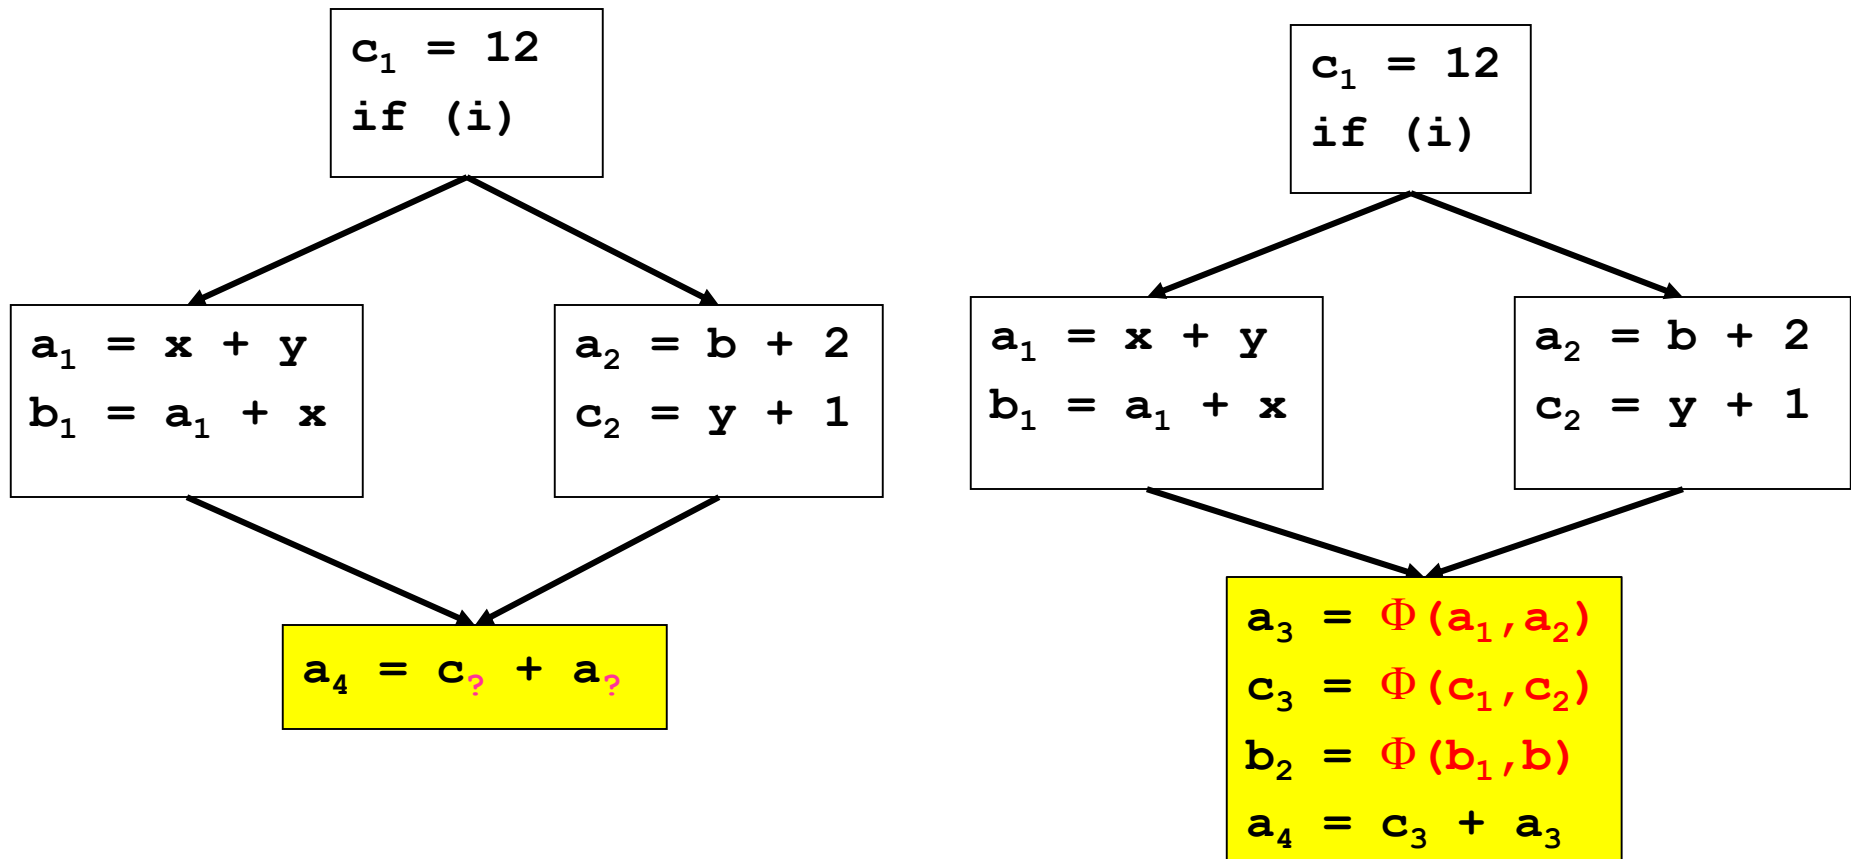 c₁ = 12
if (i)
a₁ = x + y
b₁ = a₁ + x
a₂ = b + 2
c₂ = y + 1
a₄ = c? + a?
c₁ = 12
if (i)
a₁ = x + y
b₁ = a₁ + x
a₂ = b + 2
c₂ = y + 1
a₃ = Φ(a₁,a₂)
c₃ = Φ(c₁,c₂)
b₂ = Φ(b₁,b)
a₄ = c₃ + a₃